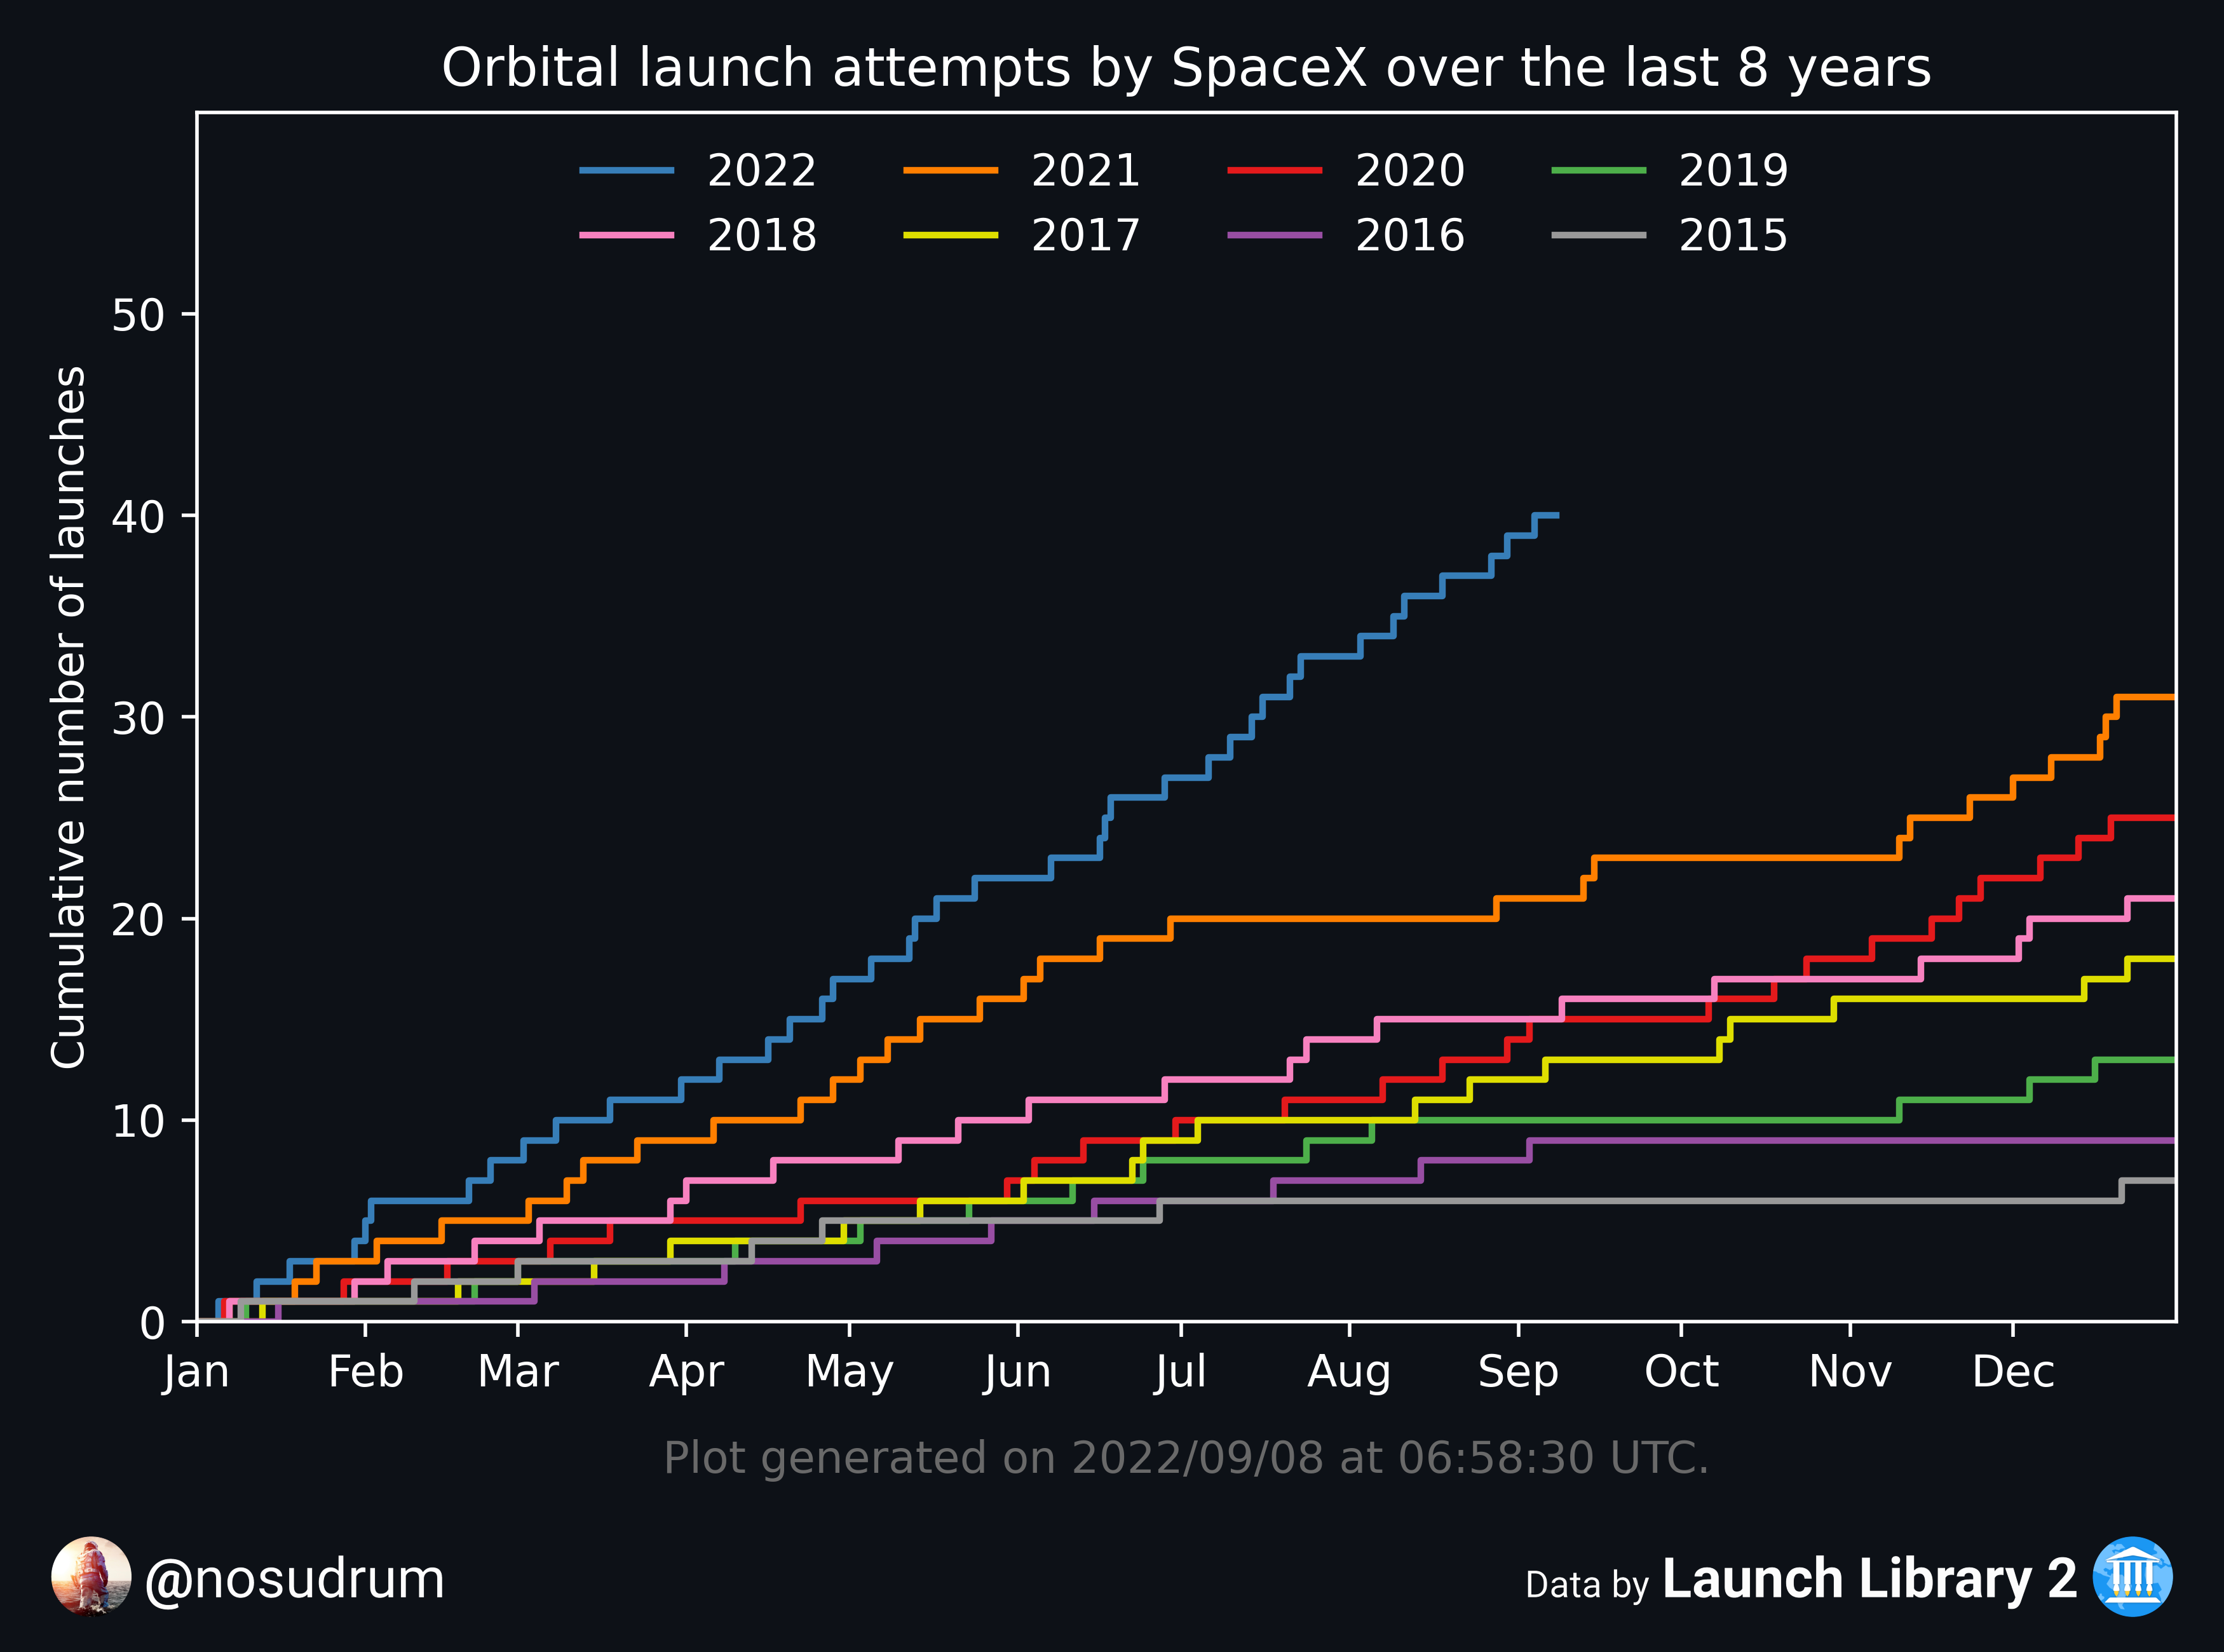 Orbital launch attempts by SpaceX over the last 8 years
2022 2021 2020 2019
2018 2017 2016 2015
Cumulative number of launches
50
40
30
20
10
0
Jan Feb Mar Apr May Jun Jul Aug Sep Oct Nov Dec
Plot generated on 2022/09/08 at 06:58:30 UTC.
@nosudrum
Data by Launch Library 2